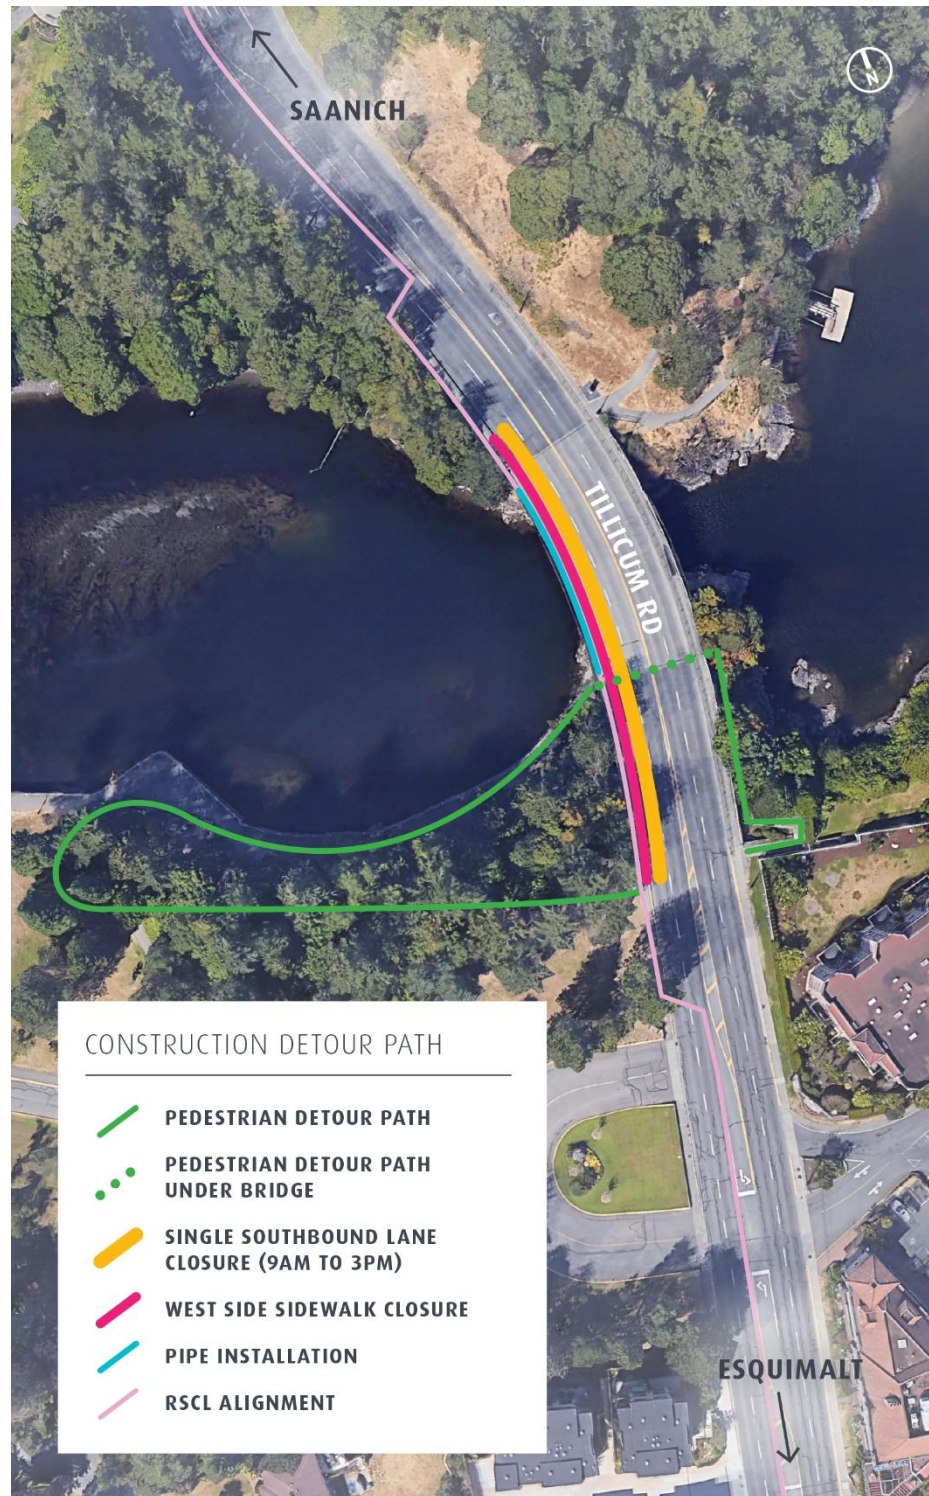 SAANICH
N
TILLICUM RD
CONSTRUCTION DETOUR PATH
PEDESTRIAN DETOUR PATH
PEDESTRIAN DETOUR PATH
UNDER BRIDGE
SINGLE SOUTHBOUND LANE
CLOSURE (9AM TO 3PM)
WEST SIDE SIDEWALK CLOSURE
PIPE INSTALLATION
RSCL ALIGNMENT
ESQUIMALT